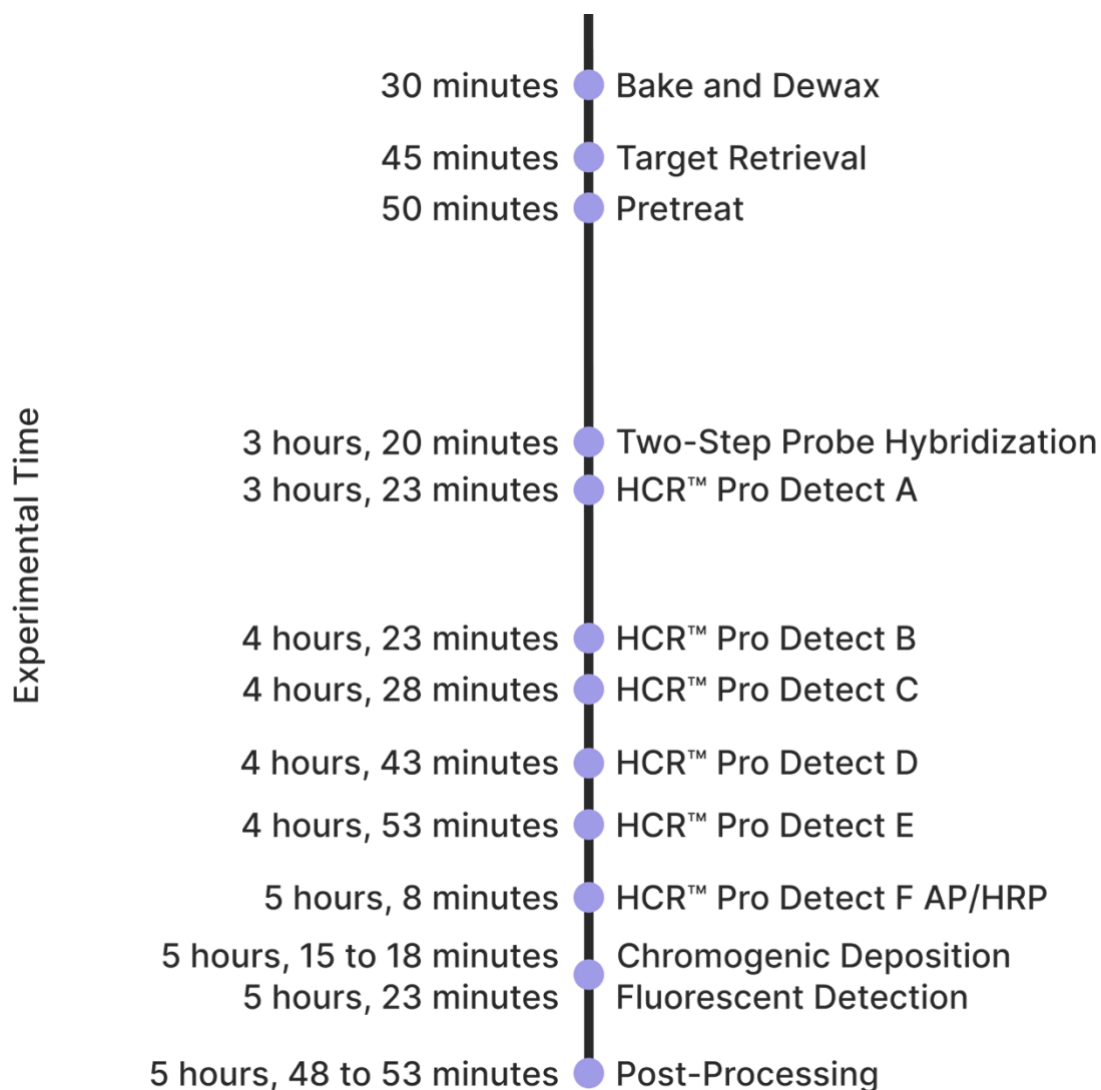 30 minutes Bake and Dewax
45 minutes Target Retrieval
50 minutes Pretreat
Experimental Time
3 hours, 20 minutes Two-Step Probe Hybridization
3 hours, 23 minutes HCR™ Pro Detect A
4 hours, 23 minutes HCR™ Pro Detect B
4 hours, 28 minutes HCR™ Pro Detect C
4 hours, 43 minutes HCR™ Pro Detect D
4 hours, 53 minutes HCR™ Pro Detect E
5 hours, 8 minutes HCR™ Pro Detect F AP/HRP
5 hours, 15 to 18 minutes Chromogenic Deposition
5 hours, 23 minutes Fluorescent Detection
5 hours, 48 to 53 minutes Post-Processing